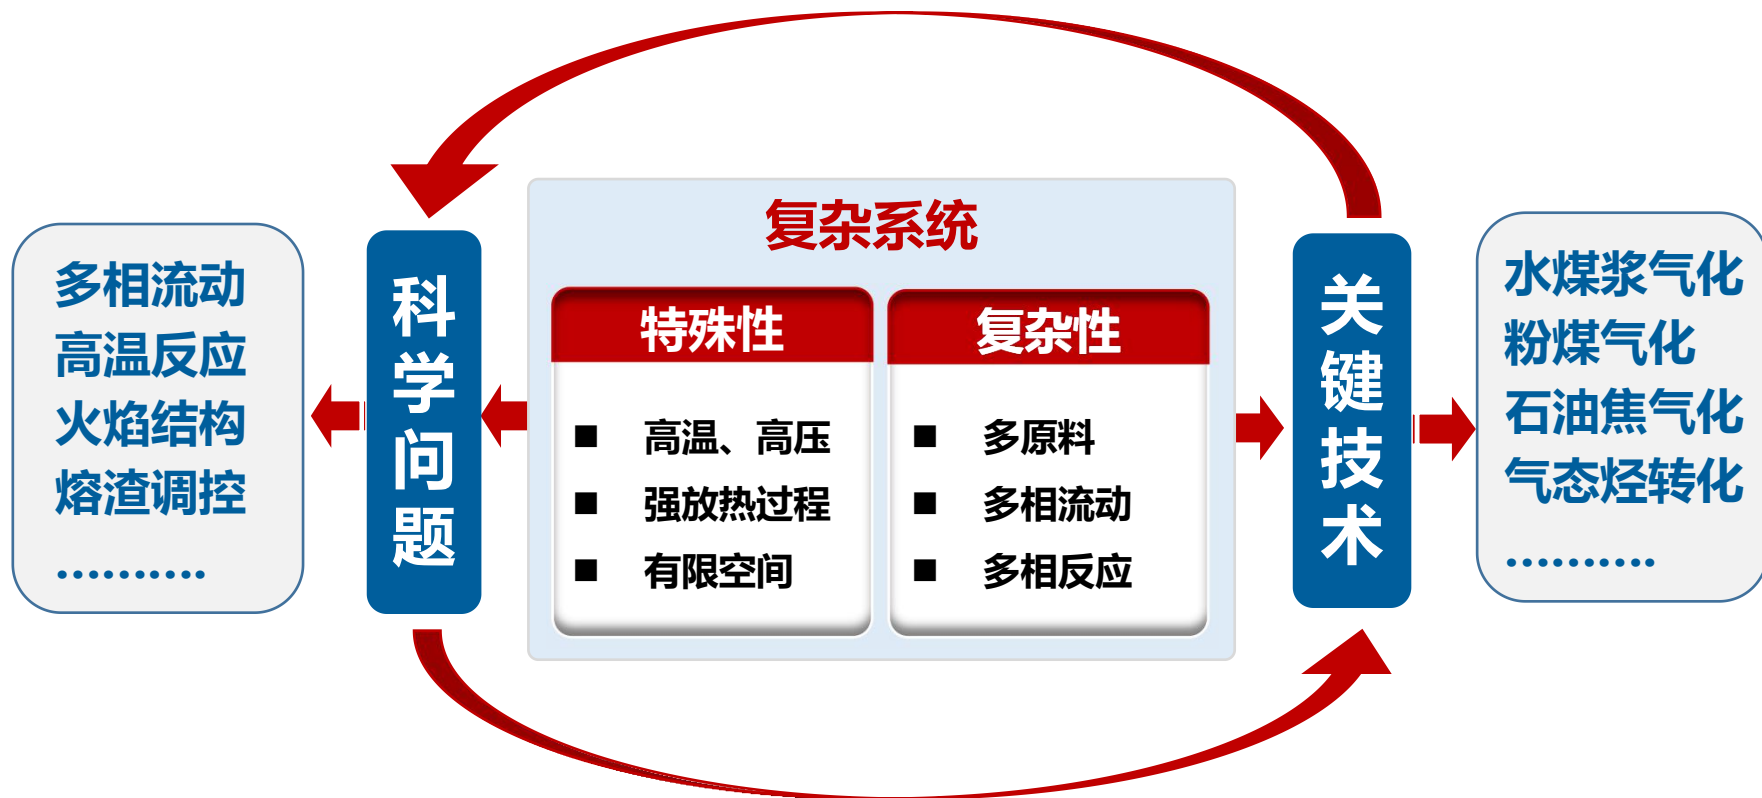 复杂系统
多相流动
高温反应
火焰结构
熔渣调控
..........
科学问题
特殊性
■ 高温、高压
■ 强放热过程
■ 有限空间
复杂性
■ 多原料
■ 多相流动
■ 多相反应
关键技术
水煤浆气化
粉煤气化
石油焦气化
气态烃转化
..........